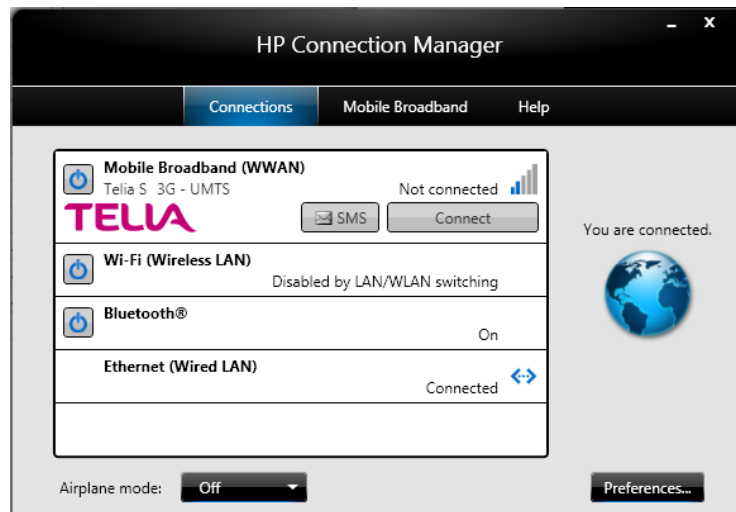 HP Connection Manager
Connections Mobile Broadband Help
Mobile Broadband (WWAN)
Telia S 3G - UMTS Not connected
TELIA SMS Connect
You are connected.
Wi-Fi (Wireless LAN)
Disabled by LAN/WLAN switching
Bluetooth®
On
Ethernet (Wired LAN)
Connected
Airplane mode: Off Preferences...